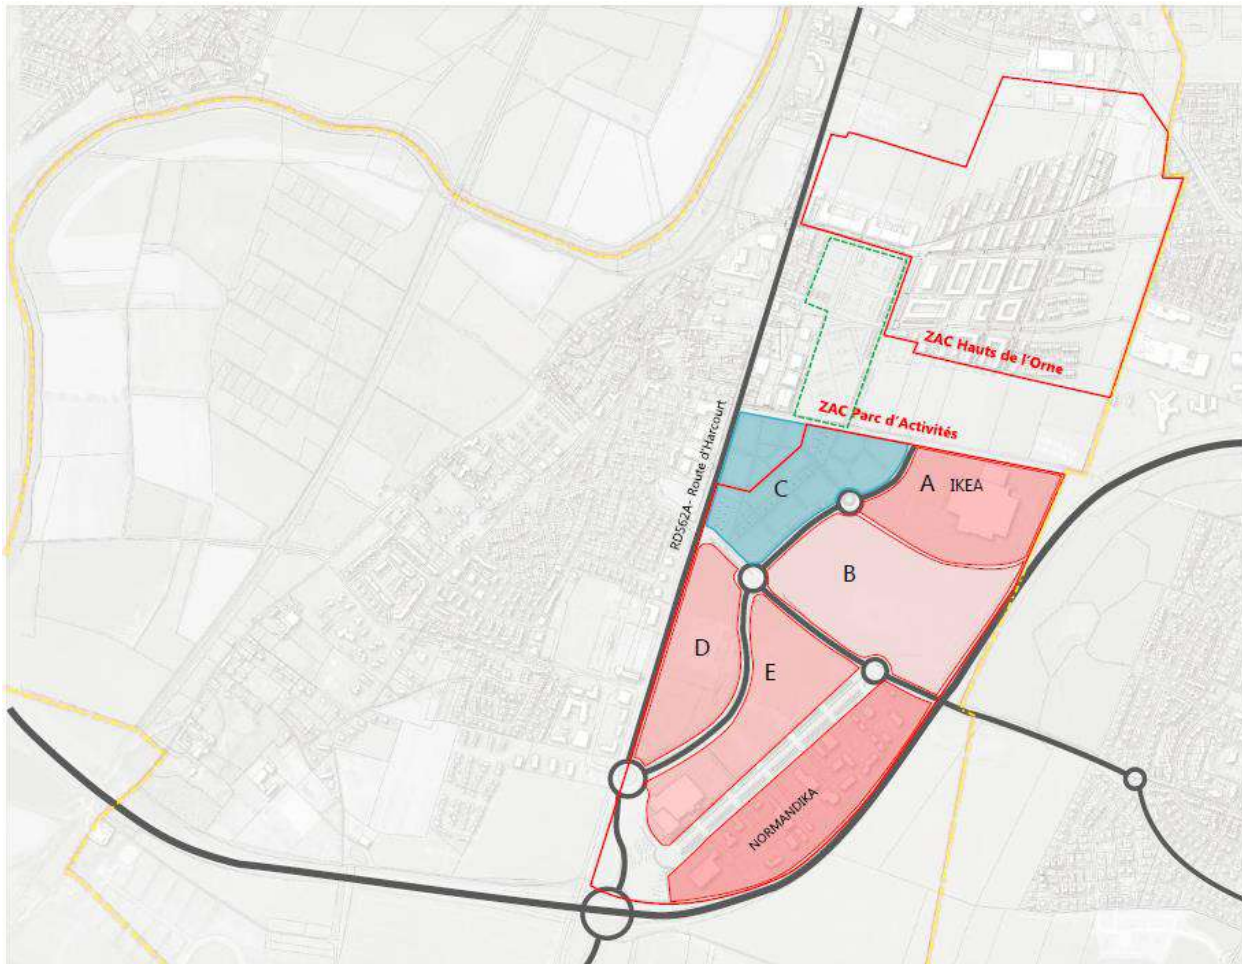 ZAC Hauts de l'Orne
ZAC Parc d'Activités
RD562A - Route d'Harcourt
A IKEA
C
B
D
E
NORMANDIKA